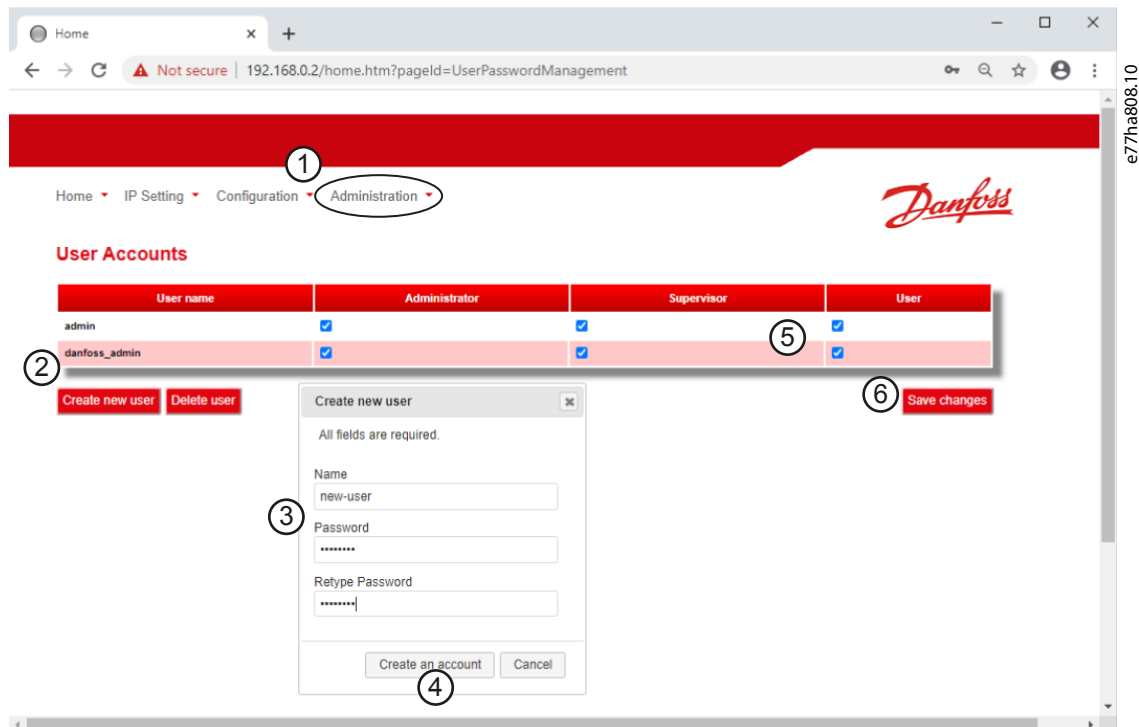 Home
Not secure | 192.168.0.2/home.htm?pageId=UserPasswordManagement
e77ha808.10
1
Home IP Setting Configuration Administration
Danfoss
User Accounts
User name Administrator Supervisor User
admin
5
danfoss_admin
2
Create new user Delete user
6 Save changes
Create new user
All fields are required.
Name
new-user
3
Password
••••••••
Retype Password
••••••••
Create an account Cancel
4